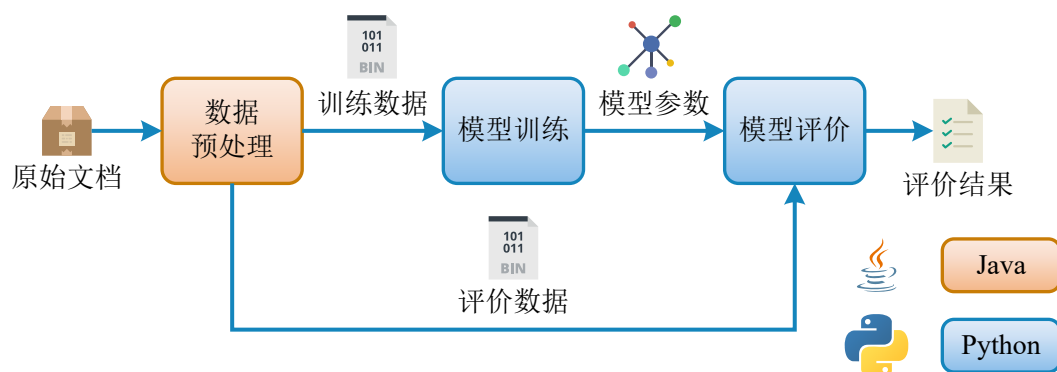 101
011
BIN
训练数据
模型参数
原始文档
数据
预处理
模型训练
模型评价
评价结果
101
011
BIN
评价数据
Java
Python